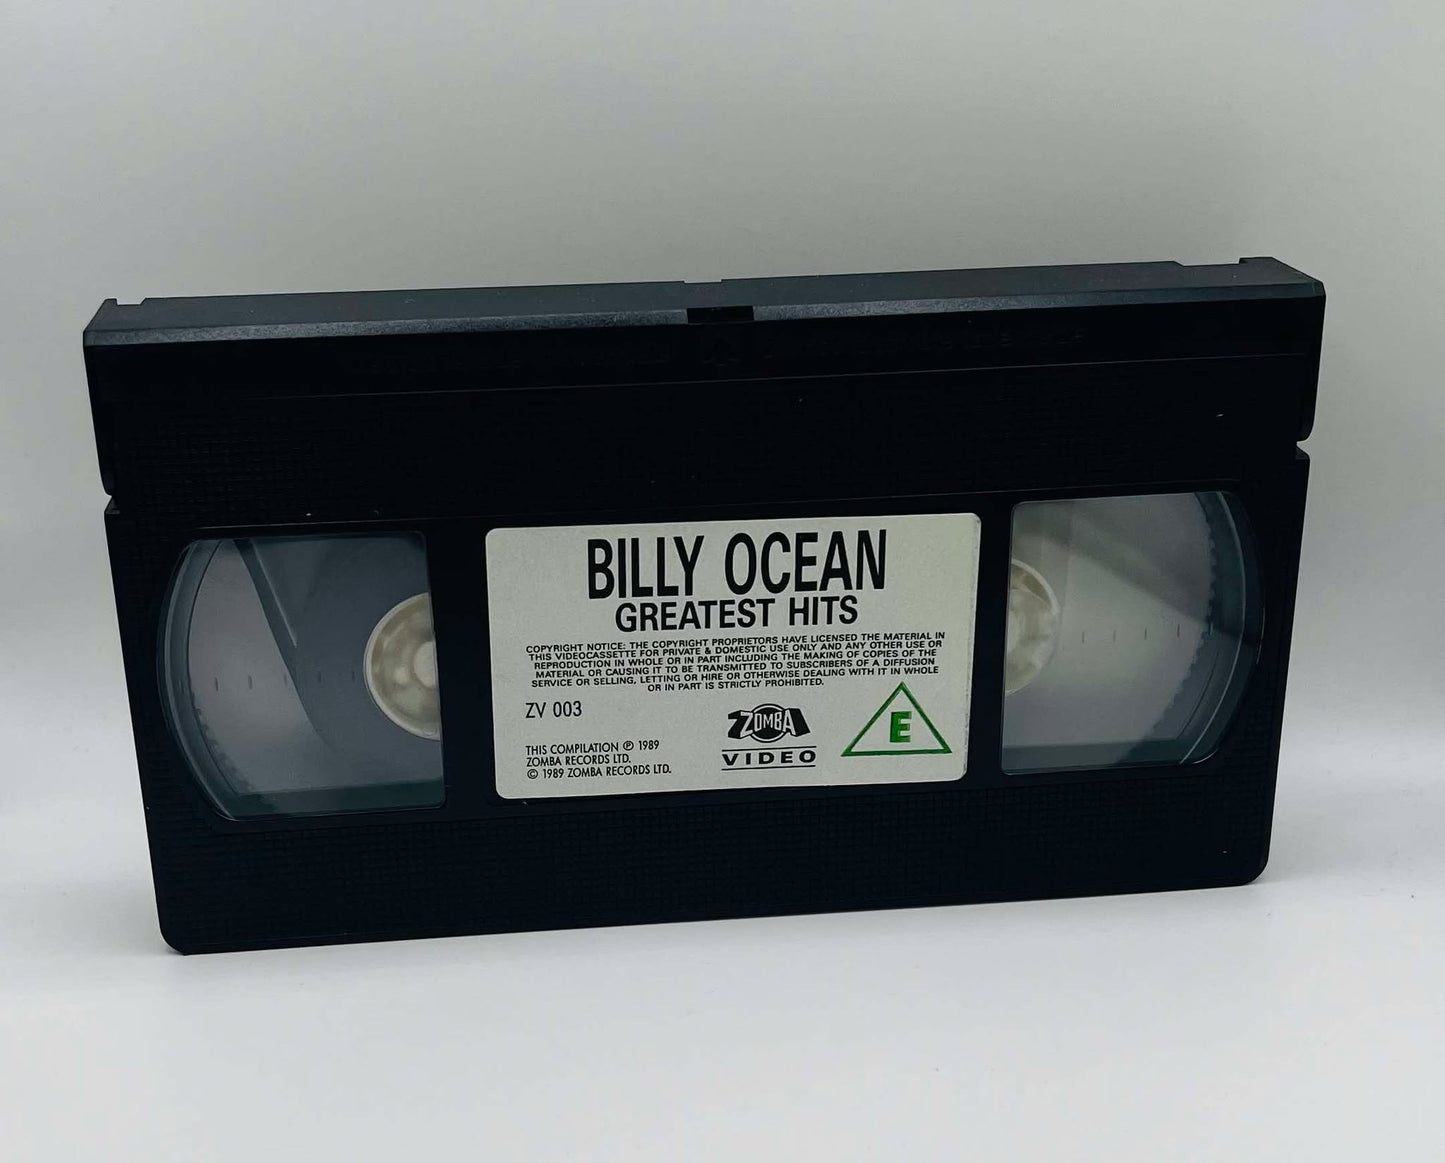 BILLY OCEAN
GREATEST HITS
COPYRIGHT NOTICE: THE COPYRIGHT PROPRIETORS HAVE LICENSED THE MATERIAL IN
THIS VIDEOCASSETTE FOR PRIVATE & DOMESTIC USE ONLY AND ANY OTHER USE OR
REPRODUCTION IN WHOLE OR IN PART INCLUDING THE MAKING OF COPIES OF THE
MATERIAL OR CAUSING IT TO BE TRANSMITTED TO SUBSCRIBERS OF A DIFFUSION
SERVICE OR SELLING, LETTING OR HIRE OR OTHERWISE DEALING WITH IT IN WHOLE
OR IN PART IS STRICTLY PROHIBITED.
ZV 003
THIS COMPILATION ℗ 1989
ZOMBA RECORDS LTD.
© 1989 ZOMBA RECORDS LTD.
ZOMBA
VIDEO
E